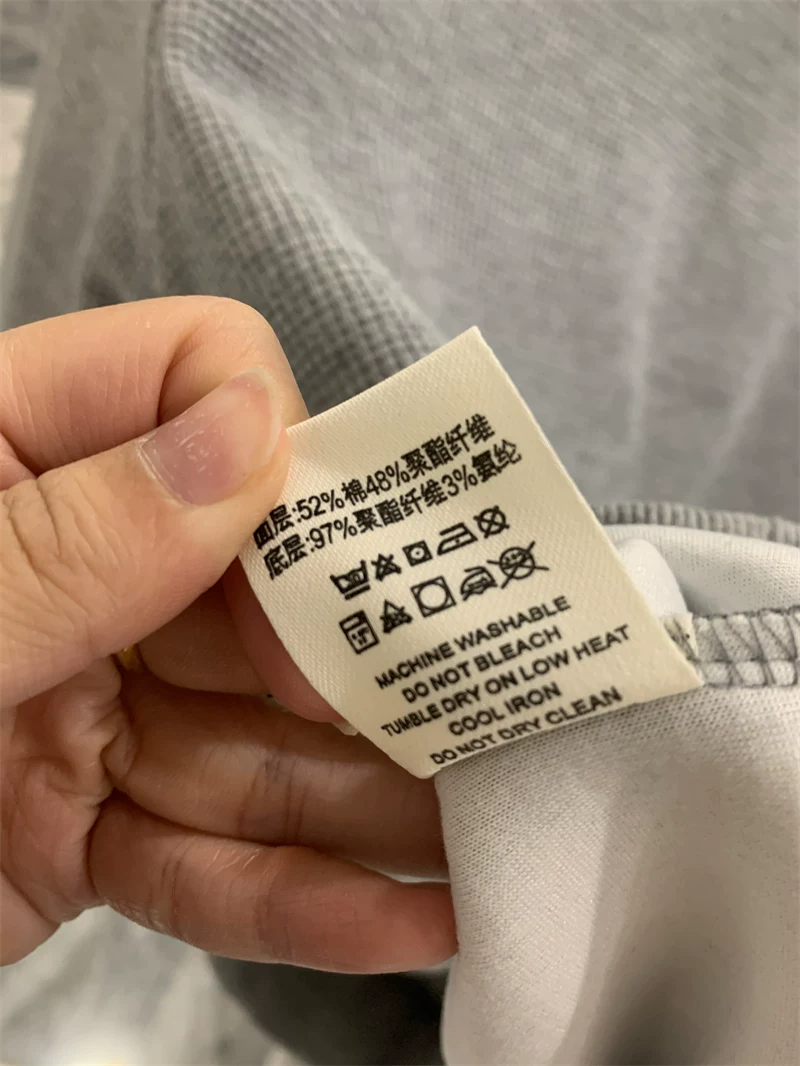 面层:52%棉48%聚酯纤维
底层:97%聚酯纤维3%氨纶
MACHINE WASHABLE
DO NOT BLEACH
TUMBLE DRY ON LOW HEAT
COOL IRON
DO NOT DRY CLEAN